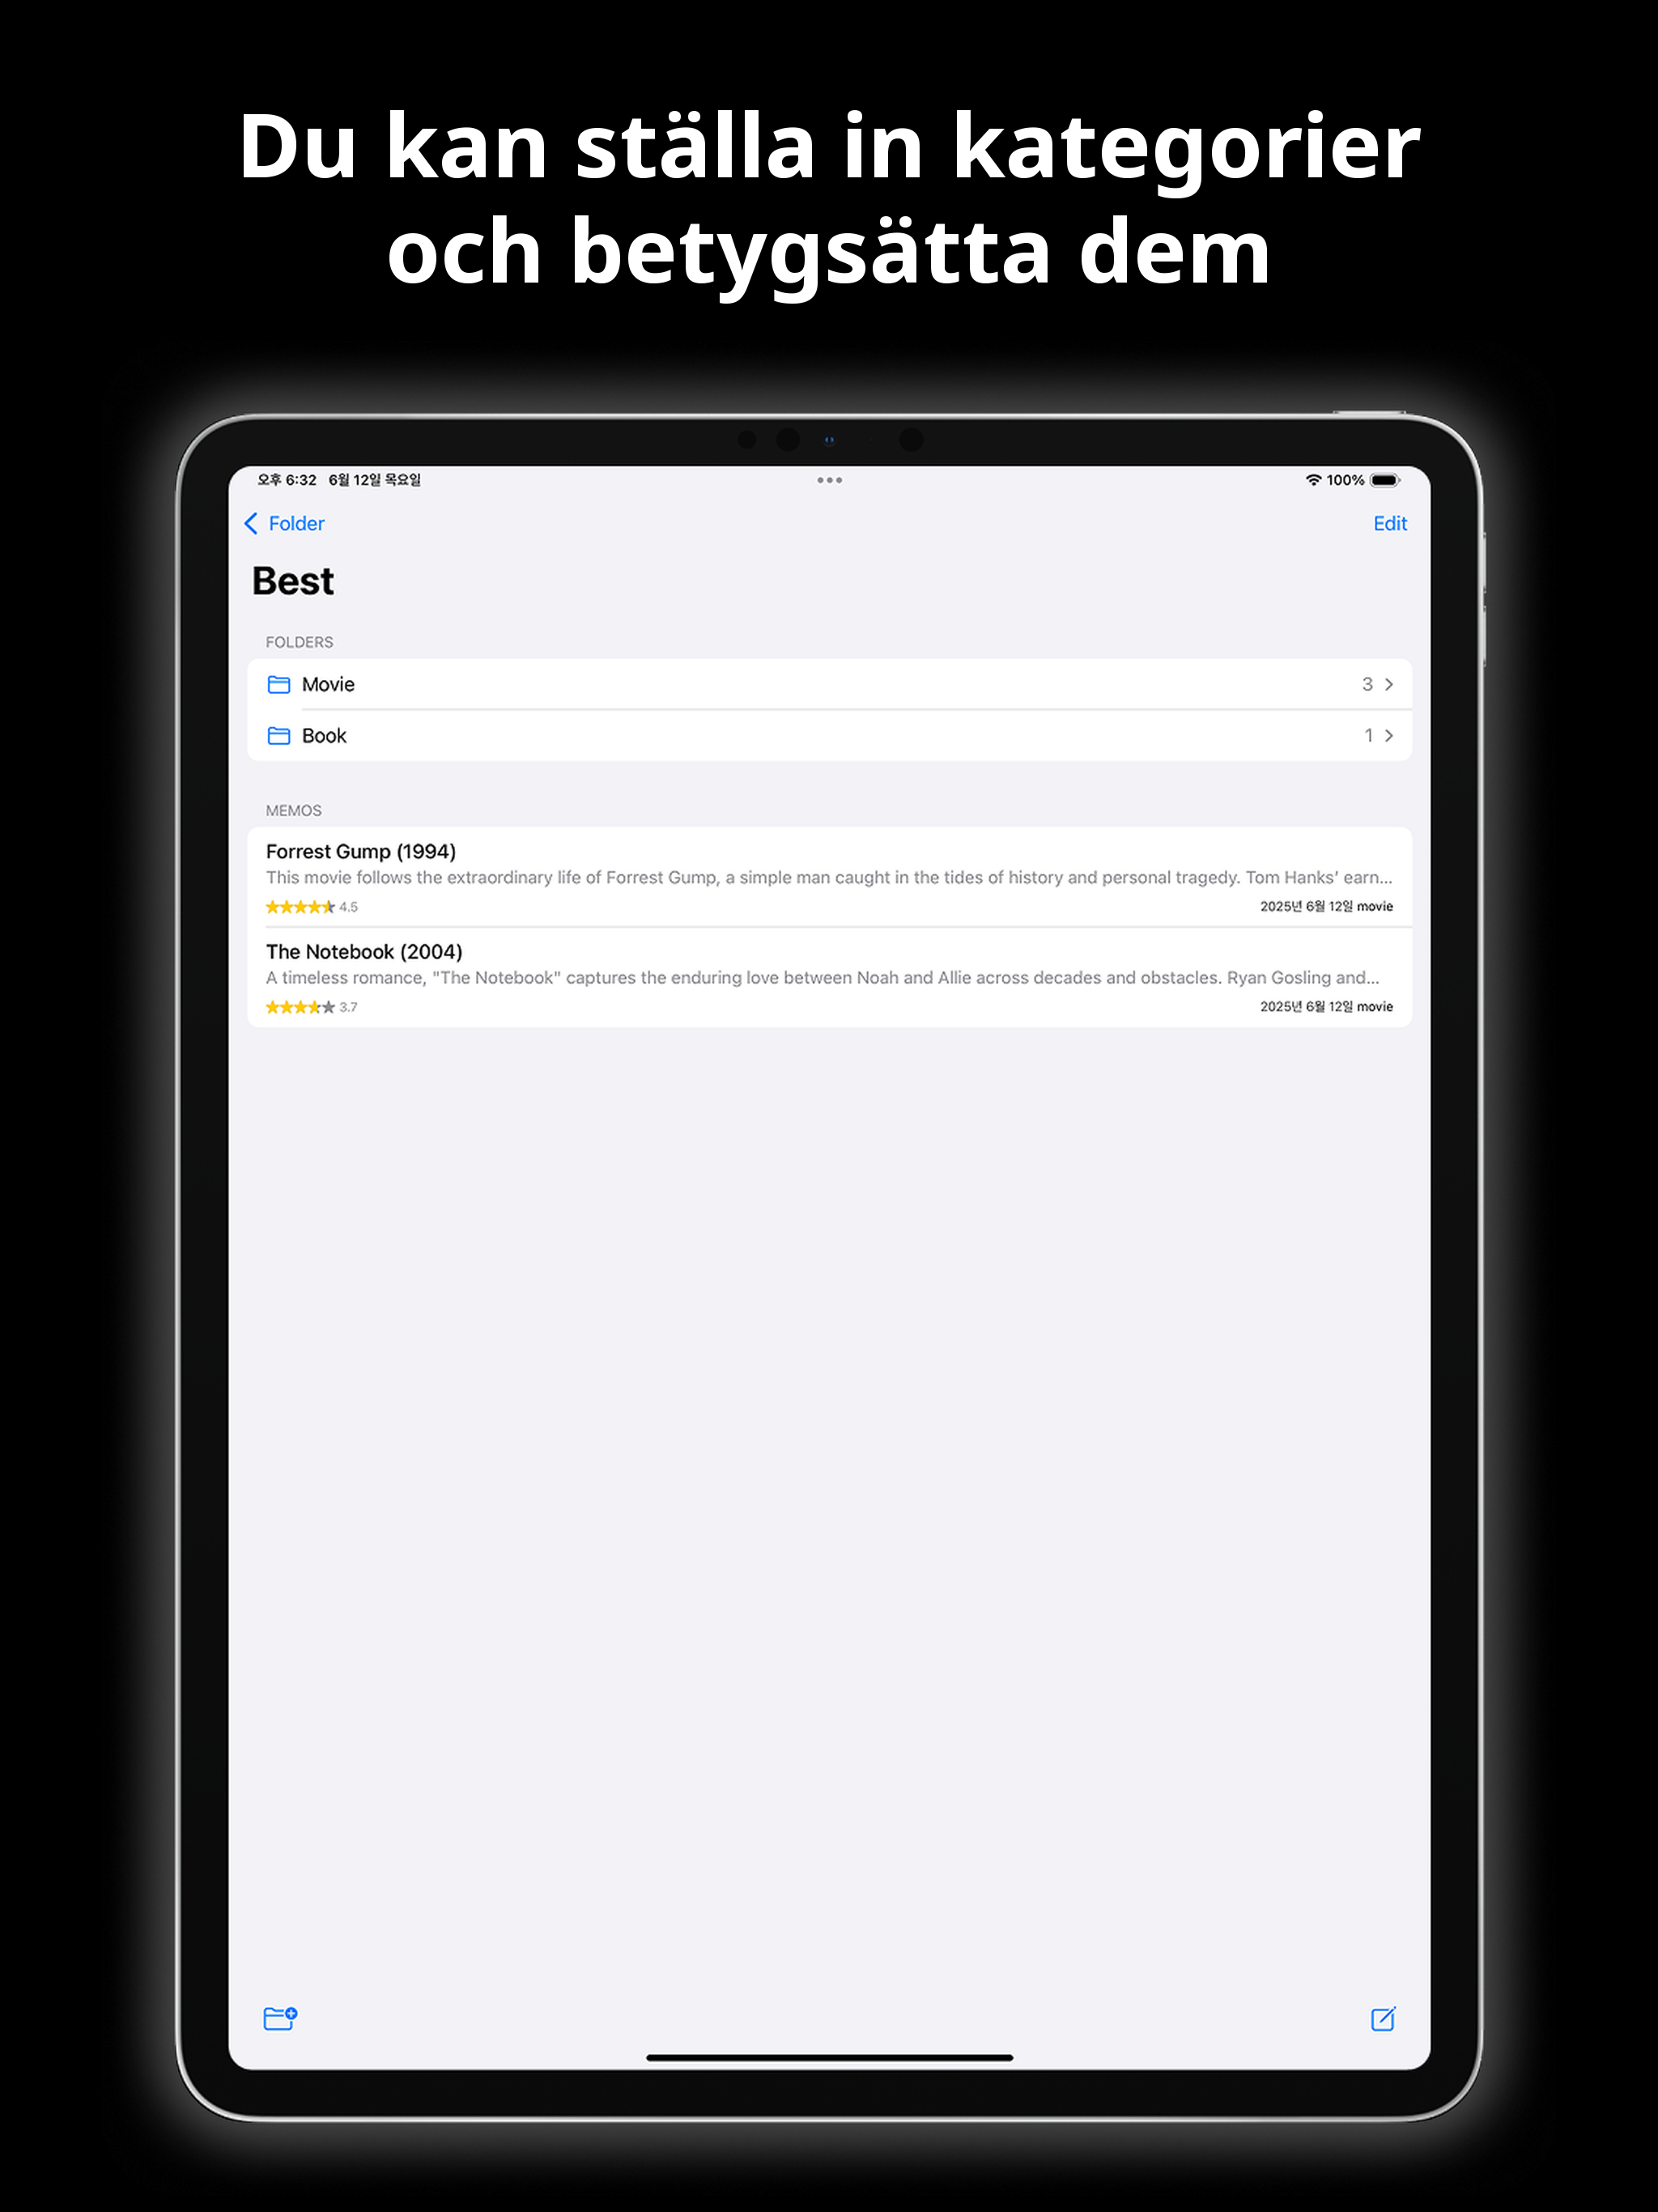 Du kan ställa in kategorier
och betygsätta dem
오후 6:32 6월 12일 목요일
100%
Folder
Edit
Best
FOLDERS
Movie 3
Book 1
MEMOS
Forrest Gump (1994)
This movie follows the extraordinary life of Forrest Gump, a simple man caught in the tides of history and personal tragedy. Tom Hanks’ earn...
4.5 2025년 6월 12일 movie
The Notebook (2004)
A timeless romance, "The Notebook" captures the enduring love between Noah and Allie across decades and obstacles. Ryan Gosling and...
3.7 2025년 6월 12일 movie